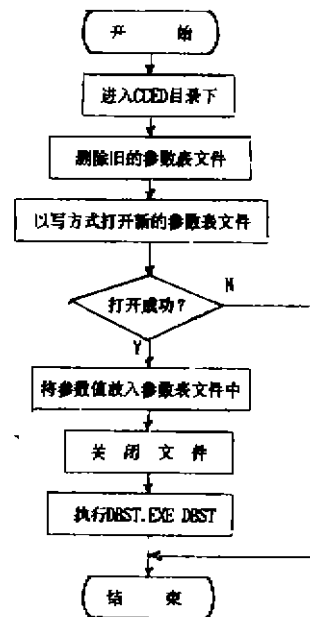 开 始
进入CCED目录下
删除旧的参数表文件
以写方式打开新的参数表文件
打开成功？
N
Y
将参数值放入参数表文件中
关 闭 文 件
执行DBST.EXE DBST
结 束